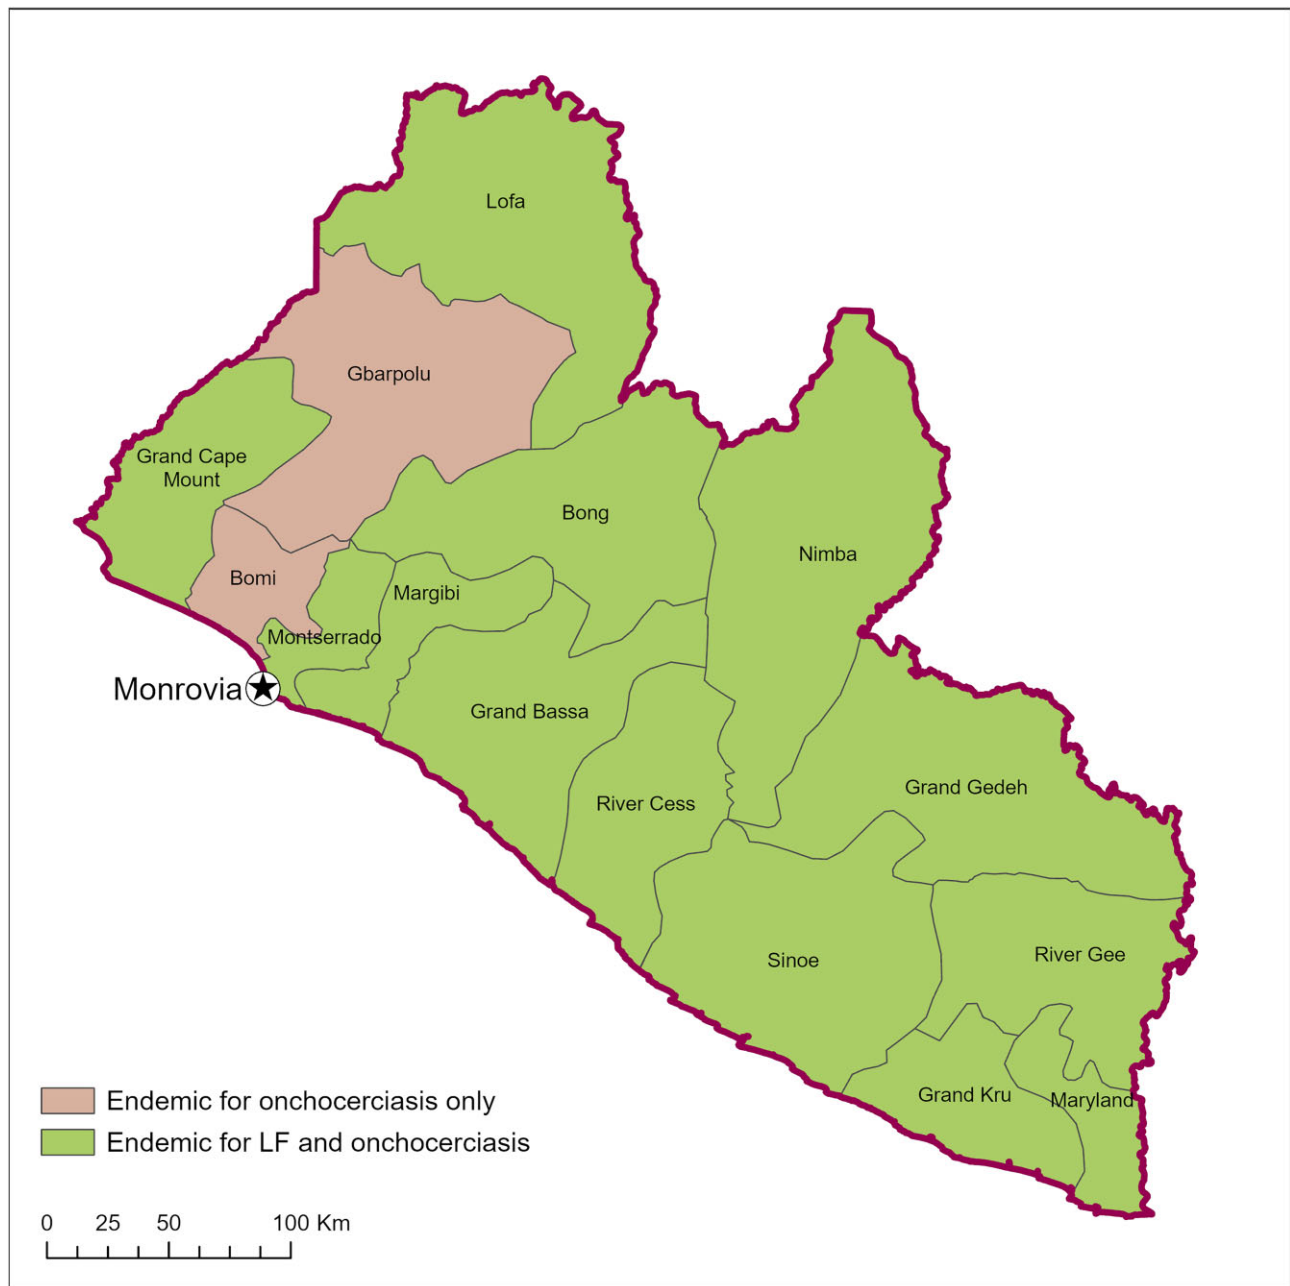 Lofa
Gbarpolu
Grand Cape
Mount
Bong
Nimba
Bomi
Margibi
Montserrado
Monrovia
Grand Bassa
Grand Gedeh
River Cess
Sinoe
River Gee
Grand Kru
Maryland
Endemic for onchocerciasis only
Endemic for LF and onchocerciasis
0 25 50 100 Km